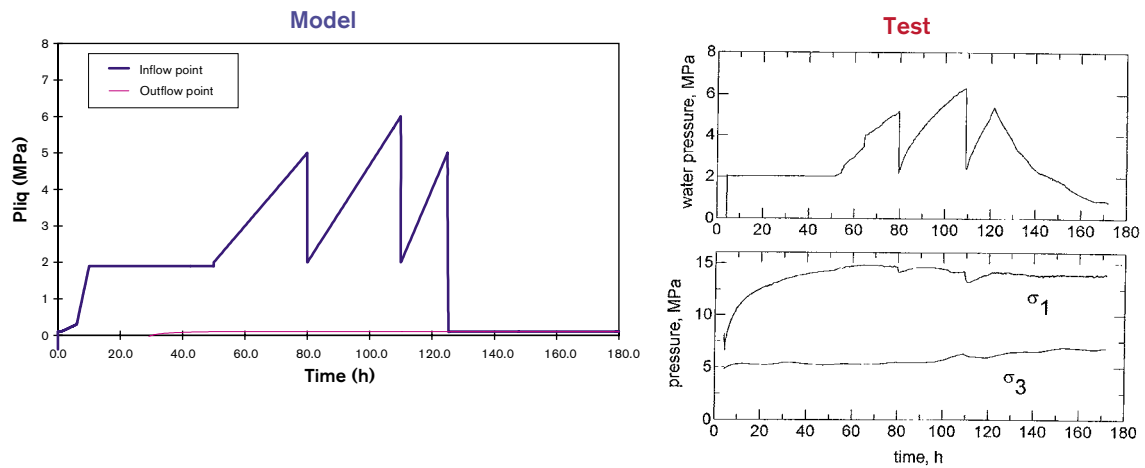 Model
8
7
6
5
4
3
2
1
0
Pliq (MPa)
Inflow point
Outflow point
0.0 20.0 40.0 60.0 80.0 100.0 120.0 140.0 160.0 180.0
Time (h)
Test
8
6
4
2
0
water pressure, MPa
0 20 40 60 80 100 120 140 160 180
15
10
5
0
pressure, MPa
σ1
σ3
0 20 40 60 80 100 120 140 160 180
time, h